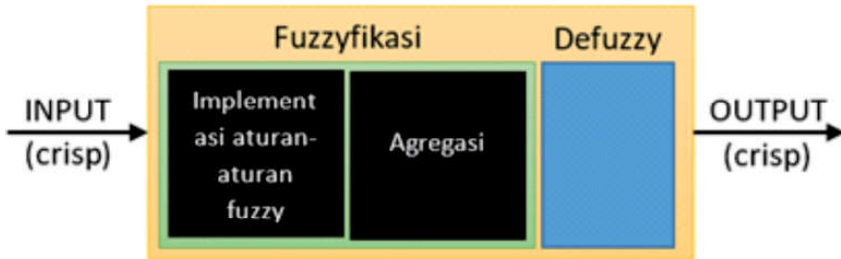 Fuzzyfikasi
Defuzzy
INPUT
(crisp)
Implement
asi aturan-
aturan
fuzzy
Agregasi
OUTPUT
(crisp)